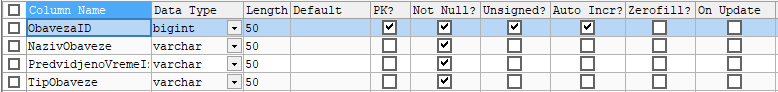 Column Name Data Type Length Default PK? Not Null? Unsigned? Auto Incr? Zerofill? On Update
ObavezaID bigint 50
NazivObaveze varchar 50
PredvidjenoVremeI varchar 50
TipObaveze varchar 50